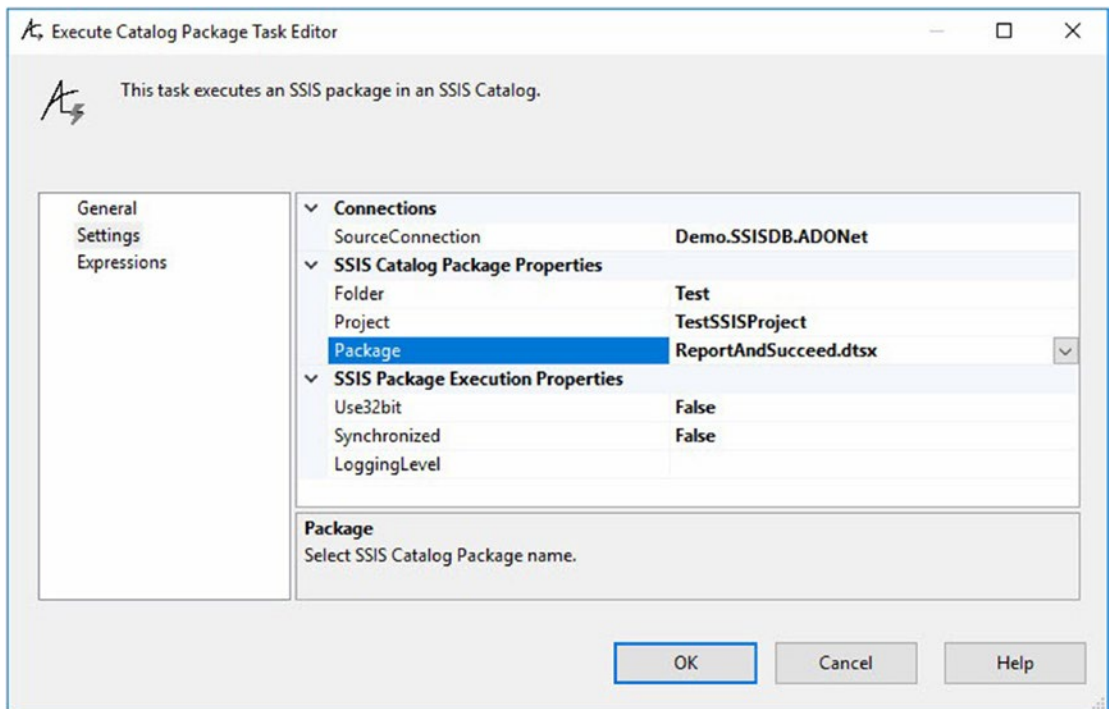 Execute Catalog Package Task Editor
This task executes an SSIS package in an SSIS Catalog.
General
Settings
Expressions
Connections
SourceConnection Demo.SSISDB.ADONet
SSIS Catalog Package Properties
Folder Test
Project TestSSISProject
Package ReportAndSucceed.dtsx
SSIS Package Execution Properties
Use32bit False
Synchronized False
LoggingLevel
Package
Select SSIS Catalog Package name.
OK Cancel Help